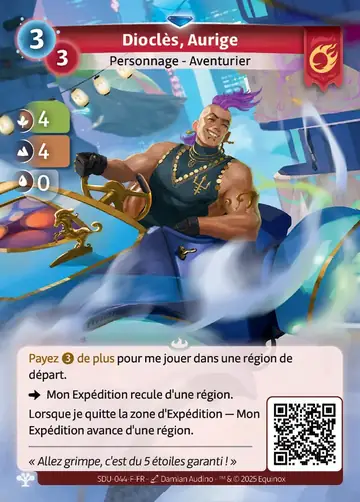 3
3
Dioclès, Aurige
Personnage - Aventurier
4
4
0
Payez 3 de plus pour me jouer dans une région de
départ.
→ Mon Expédition recule d'une région.
Lorsque je quitte la zone d'Expédition — Mon
Expédition avance d'une région.
« Allez grimpe, c'est du 5 étoiles garanti ! »
SDU-044-F-FR - Damian Audino - ™ & © 2025 Equinox